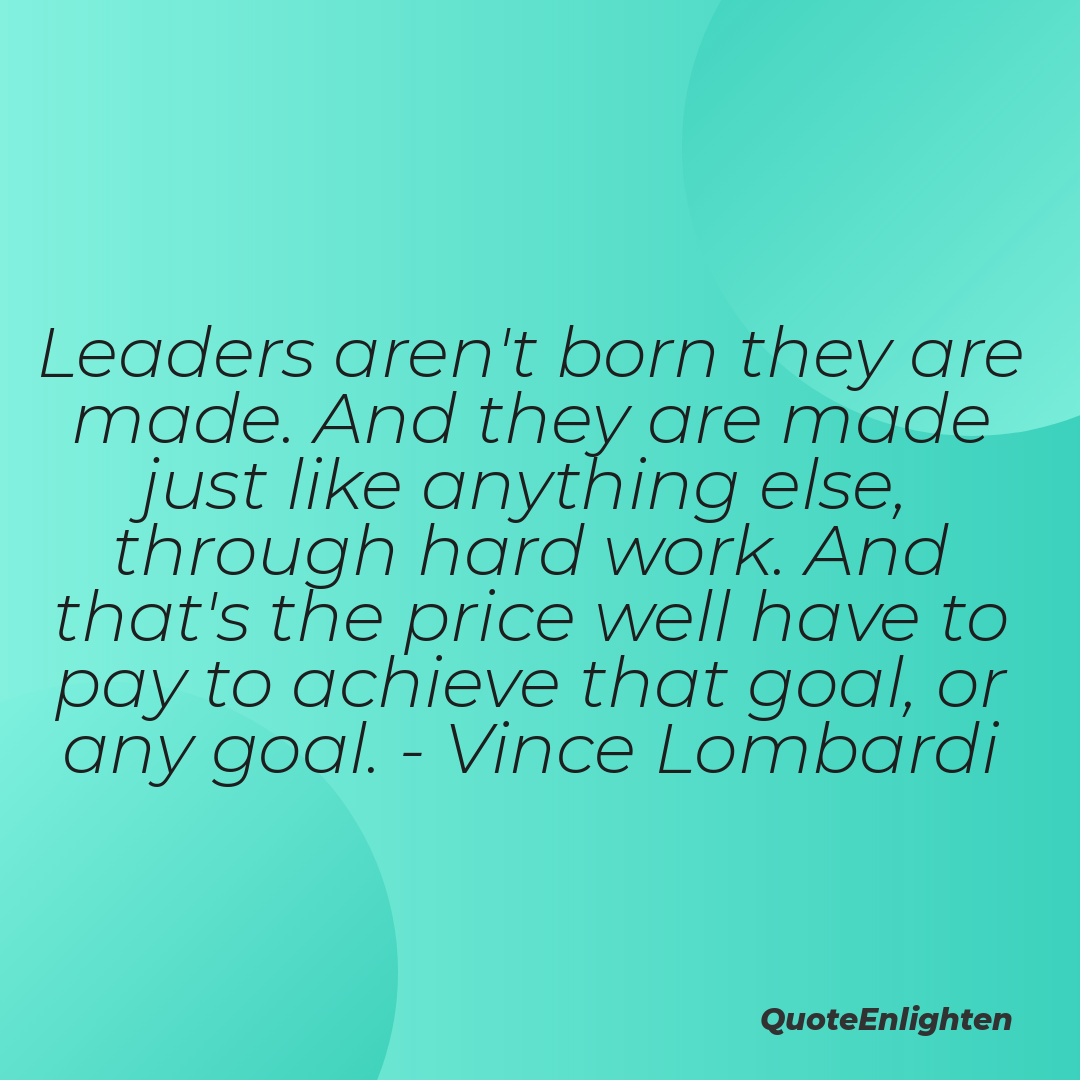 Leaders aren't born they are
made. And they are made
just like anything else,
through hard work. And
that's the price well have to
pay to achieve that goal, or
any goal. - Vince Lombardi
QuoteEnlighten